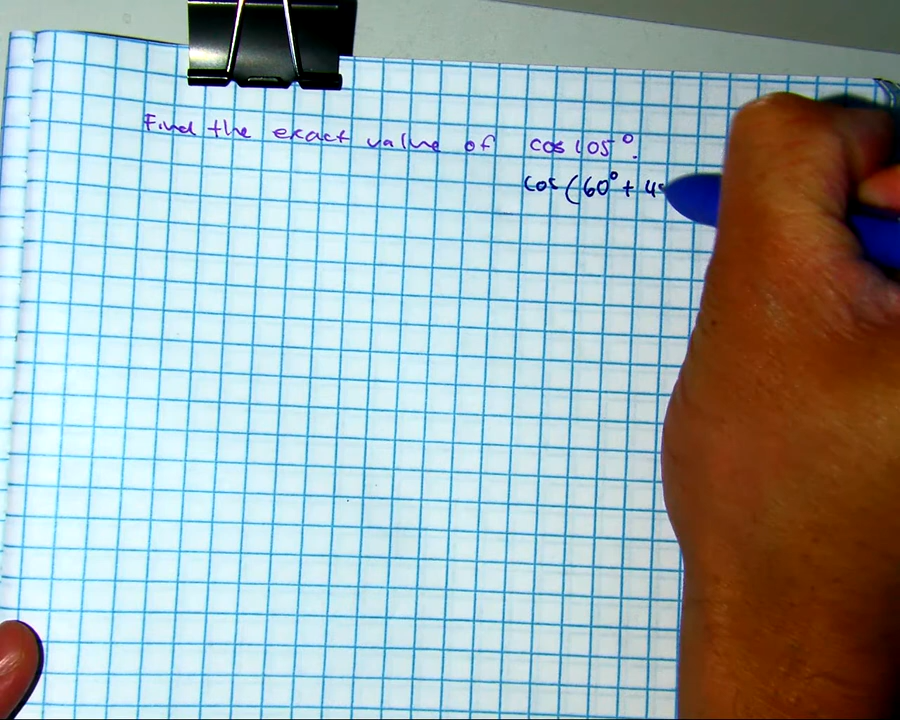 Find the exact value of cos 105°.
cos (60° + 4